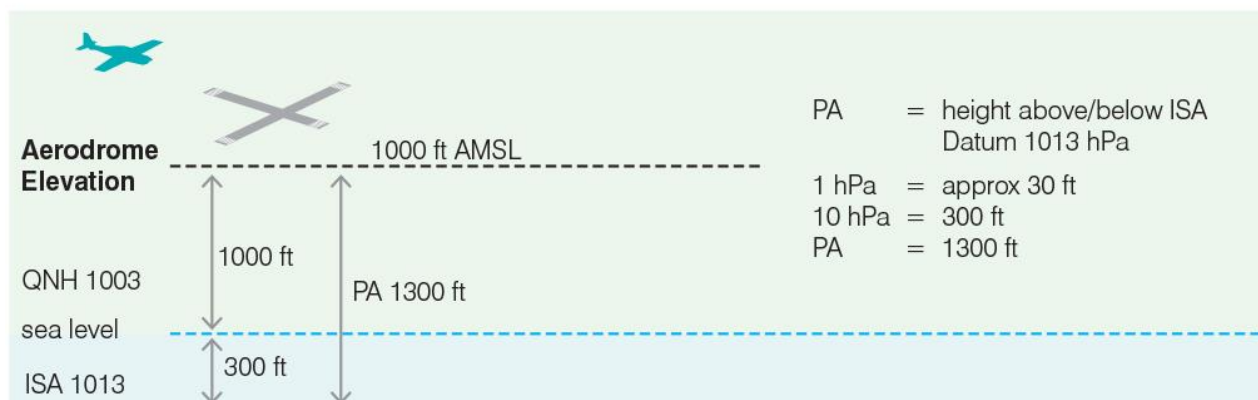 Aerodrome
Elevation
1000 ft AMSL
1000 ft
QNH 1003
PA 1300 ft
sea level
300 ft
ISA 1013
PA = height above/below ISA
Datum 1013 hPa
1 hPa = approx 30 ft
10 hPa = 300 ft
PA = 1300 ft